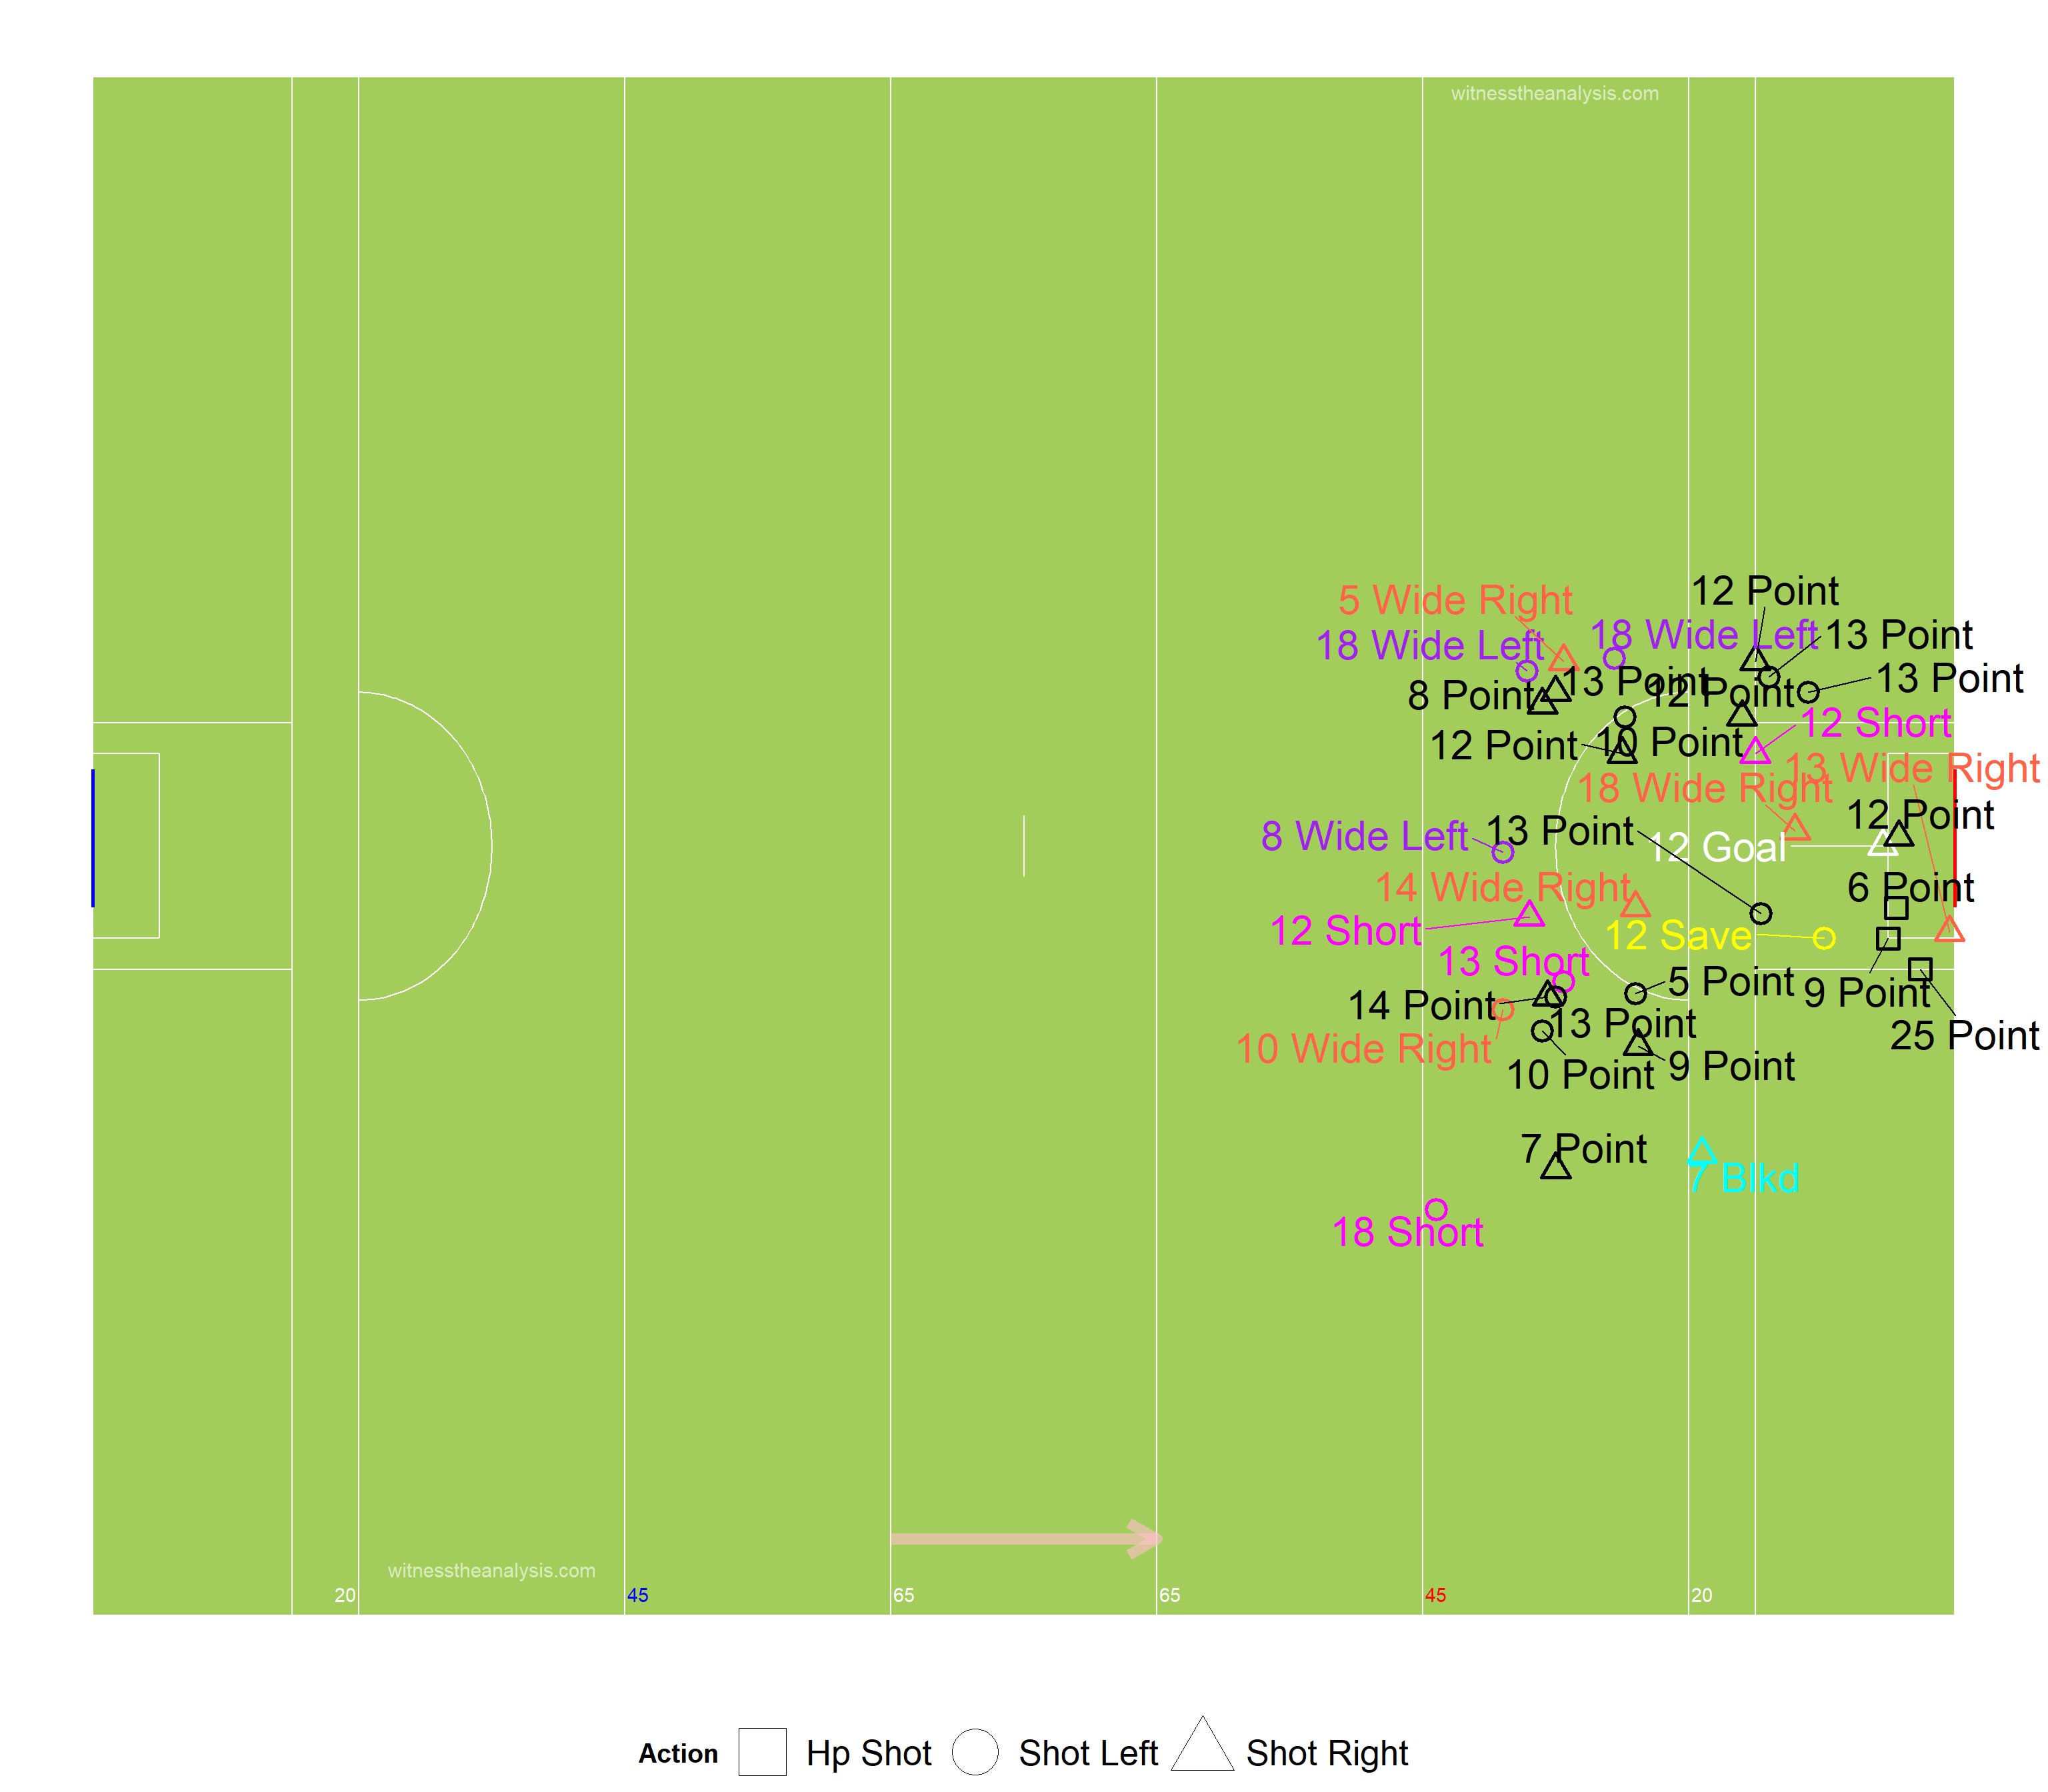 witnesstheanalysis.com
12 Point
5 Wide Right
18 Wide Left
18 Wide Left
13 Point
8 Point
13 Point
12 Point
13 Point
12 Short
12 Point
10 Point
13 Wide Right
18 Wide Right
12 Point
8 Wide Left
13 Point
12 Goal
14 Wide Right
6 Point
12 Short
12 Save
13 Short
5 Point
9 Point
14 Point
13 Point
25 Point
10 Wide Right
10 Point
9 Point
7 Point
7 Blkd
18 Short
witnesstheanalysis.com
20
45
65
65
45
20
Action
Hp Shot
Shot Left
Shot Right